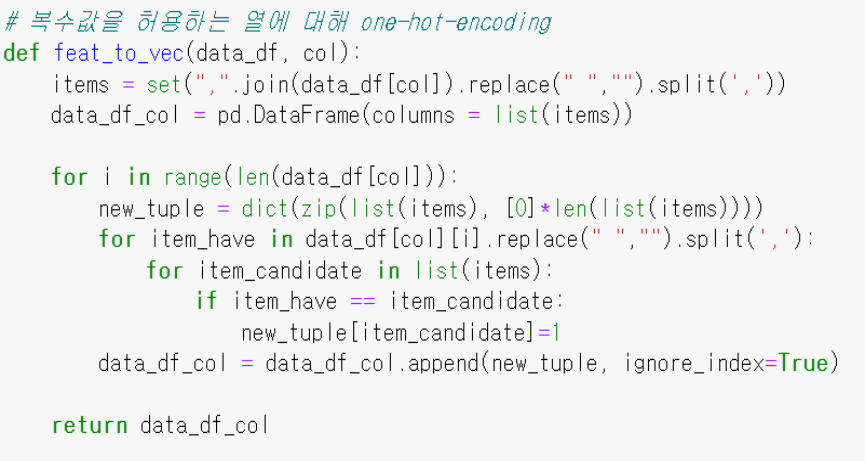 # 복수값을 허용하는 열에 대해 one-hot-encoding
def feat_to_vec(data_df, col):
    items = set(",".join(data_df[col]).replace(" ","").split(','))
    data_df_col = pd.DataFrame(columns = list(items))

    for i in range(len(data_df[col])):
        new_tuple = dict(zip(list(items), [0]*len(list(items))))
        for item_have in data_df[col][i].replace(" ","").split(','):
            for item_candidate in list(items):
                if item_have == item_candidate:
                    new_tuple[item_candidate]=1
        data_df_col = data_df_col.append(new_tuple, ignore_index=True)

    return data_df_col